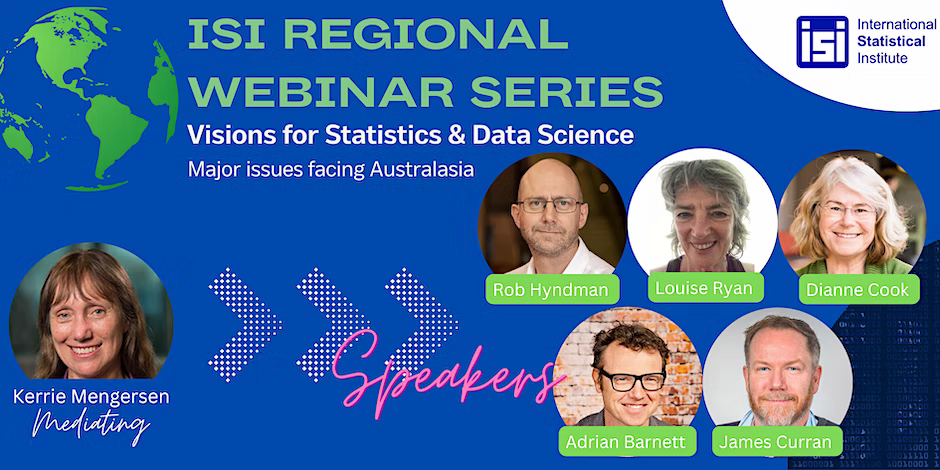 ISI REGIONAL
WEBINAR SERIES
Visions for Statistics & Data Science
Major issues facing Australasia
ISI
International
Statistical
Institute
Rob Hyndman
Louise Ryan
Dianne Cook
Speakers
Kerrie Mengersen
Mediating
Adrian Barnett
James Curran